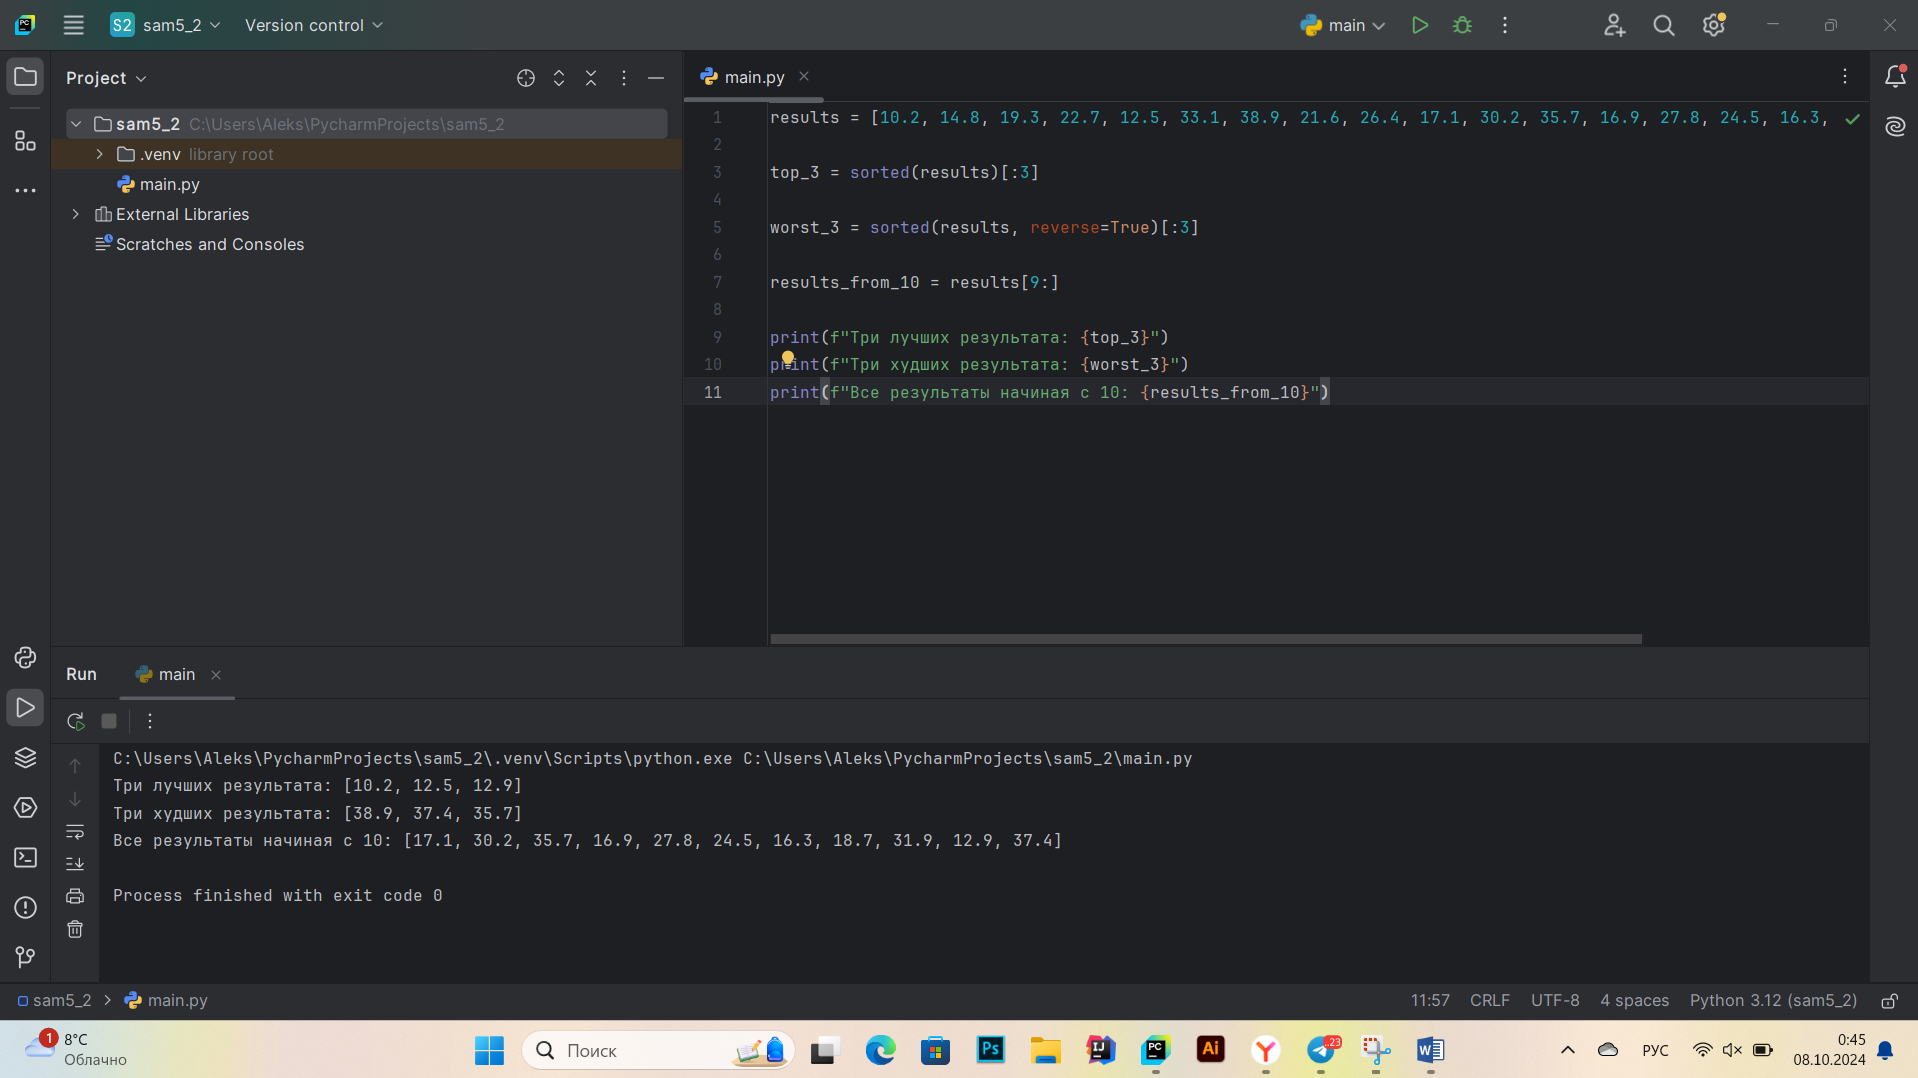 S2 sam5_2 Version control main
Project
main.py
sam5_2 C:\Users\Aleks\PycharmProjects\sam5_2
.venv library root
main.py
External Libraries
Scratches and Consoles
1 results = [10.2, 14.8, 19.3, 22.7, 12.5, 33.1, 38.9, 21.6, 26.4, 17.1, 30.2, 35.7, 16.9, 27.8, 24.5, 16.3,
2
3 top_3 = sorted(results)[:3]
4
5 worst_3 = sorted(results, reverse=True)[:3]
6
7 results_from_10 = results[9:]
8
9 print(f"Три лучших результата: {top_3}")
10 print(f"Три худших результата: {worst_3}")
11 print(f"Все результаты начиная с 10: {results_from_10}")
Run main
C:\Users\Aleks\PycharmProjects\sam5_2\.venv\Scripts\python.exe C:\Users\Aleks\PycharmProjects\sam5_2\main.py
Три лучших результата: [10.2, 12.5, 12.9]
Три худших результата: [38.9, 37.4, 35.7]
Все результаты начиная с 10: [17.1, 30.2, 35.7, 16.9, 27.8, 24.5, 16.3, 18.7, 31.9, 12.9, 37.4]
Process finished with exit code 0
sam5_2 main.py 11:57 CRLF UTF-8 4 spaces Python 3.12 (sam5_2)
1 8°C
Облачно
Поиск
Ps
IJ
PC
Ai
23
W
РУС
0:45
08.10.2024